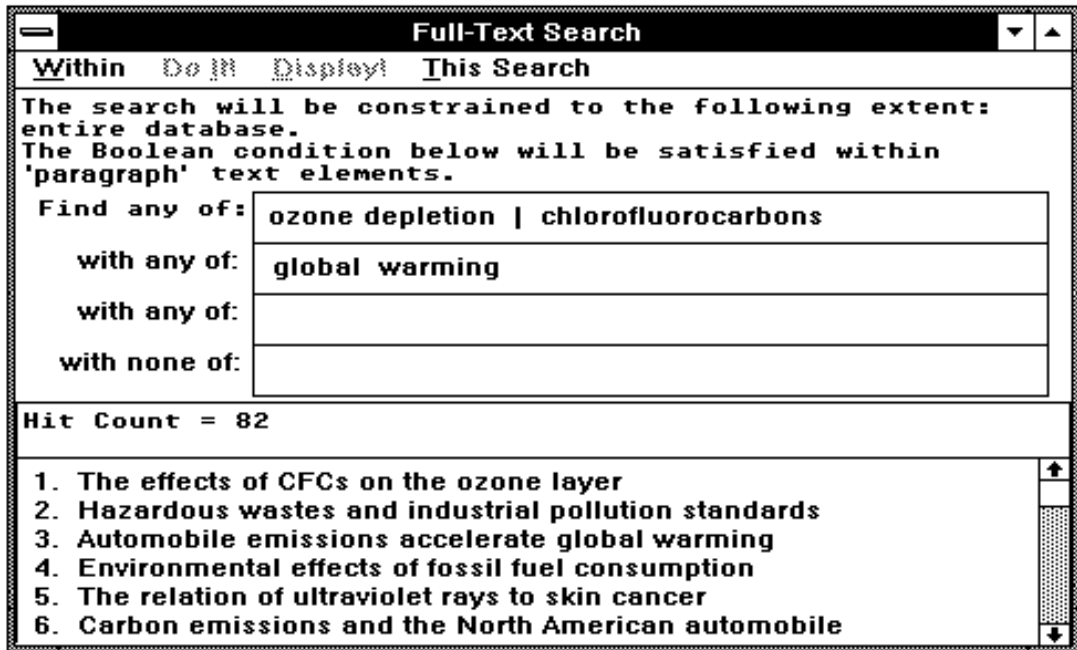 Full-Text Search
Within Do It! Display! This Search
The search will be constrained to the following extent:
entire database.
The Boolean condition below will be satisfied within
'paragraph' text elements.
Find any of: ozone depletion | chlorofluorocarbons
with any of: global warming
with any of:
with none of:
Hit Count = 82
1. The effects of CFCs on the ozone layer
2. Hazardous wastes and industrial pollution standards
3. Automobile emissions accelerate global warming
4. Environmental effects of fossil fuel consumption
5. The relation of ultraviolet rays to skin cancer
6. Carbon emissions and the North American automobile